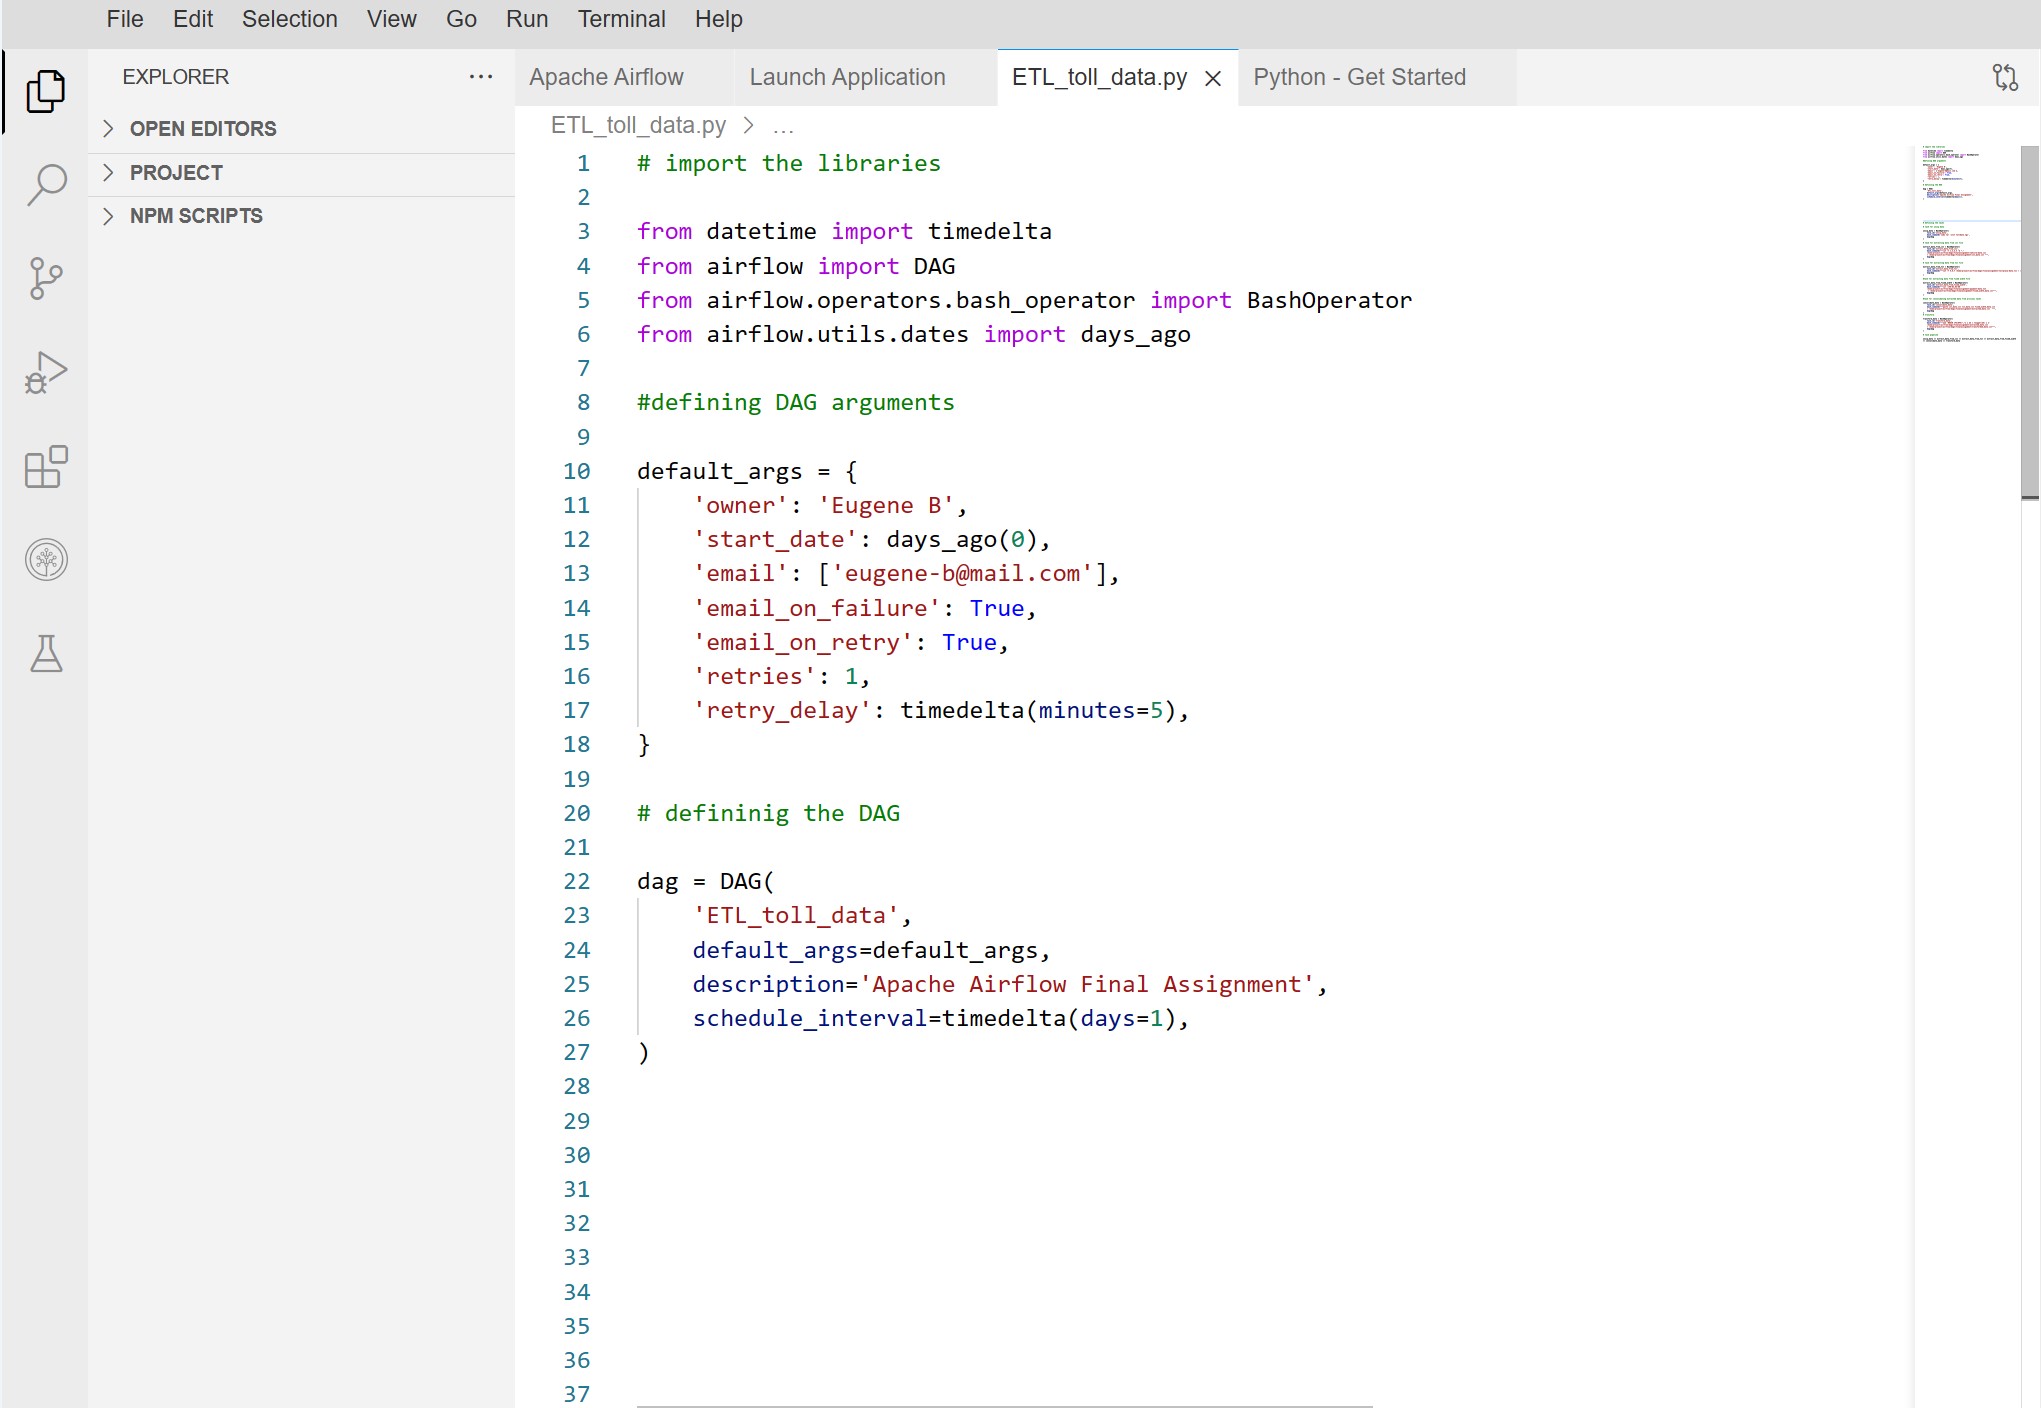 File Edit Selection View Go Run Terminal Help
EXPLORER ...
OPEN EDITORS
PROJECT
NPM SCRIPTS
Apache Airflow Launch Application ETL_toll_data.py Python - Get Started
ETL_toll_data.py > ...
1 # import the libraries
2
3 from datetime import timedelta
4 from airflow import DAG
5 from airflow.operators.bash_operator import BashOperator
6 from airflow.utils.dates import days_ago
7
8 #defining DAG arguments
9
10 default_args = {
11     'owner': 'Eugene B',
12     'start_date': days_ago(0),
13     'email': ['eugene-b@mail.com'],
14     'email_on_failure': True,
15     'email_on_retry': True,
16     'retries': 1,
17     'retry_delay': timedelta(minutes=5),
18 }
19
20 # defininig the DAG
21
22 dag = DAG(
23     'ETL_toll_data',
24     default_args=default_args,
25     description='Apache Airflow Final Assignment',
26     schedule_interval=timedelta(days=1),
27 )
28
29
30
31
32
33
34
35
36
37